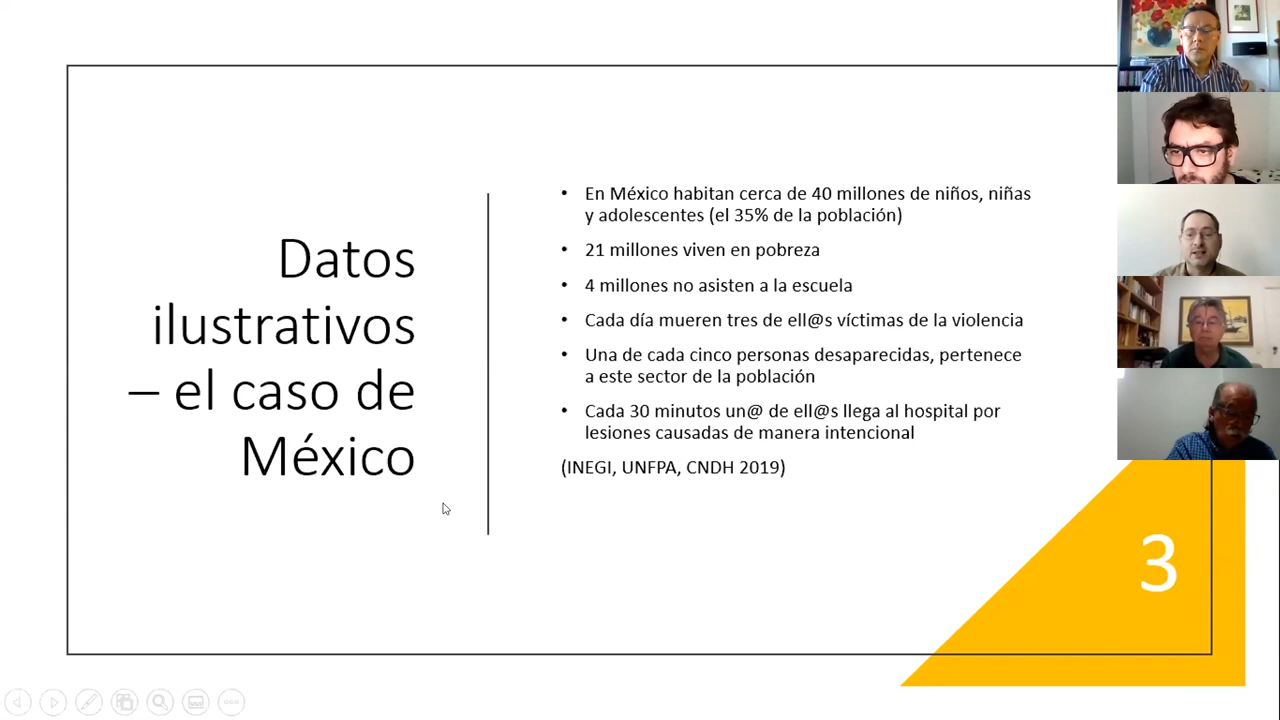 Datos
ilustrativos
– el caso de
México
• En México habitan cerca de 40 millones de niños, niñas
y adolescentes (el 35% de la población)
• 21 millones viven en pobreza
• 4 millones no asisten a la escuela
• Cada día mueren tres de ell@s víctimas de la violencia
• Una de cada cinco personas desaparecidas, pertenece
a este sector de la población
• Cada 30 minutos un@ de ell@s llega al hospital por
lesiones causadas de manera intencional
(INEGI, UNFPA, CNDH 2019)
3